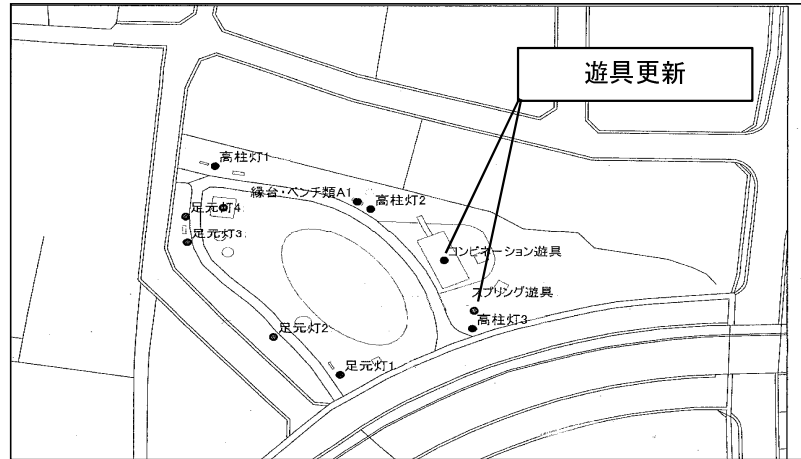 遊具更新
高柱灯1
縁台・ベンチ類A1
高柱灯2
足元灯4
足元灯3
コンビネーション遊具
スプリング遊具
高柱灯3
足元灯2
足元灯1